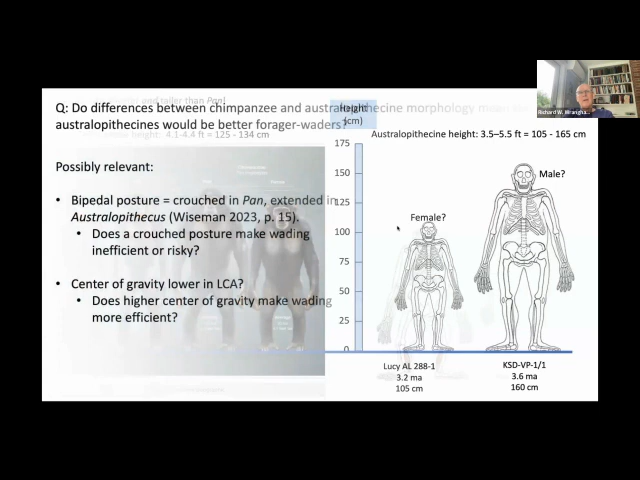 Richard W. Wrangha...
and taller than Pan!
Q: Do differences between chimpanzee and australopithecine morphology mean
australopithecines would be better forager-waders?
4.1-4.4 ft = 125 - 134 cm
Height
(cm)
Australopithecine height: 3.5–5.5 ft = 105 - 165 cm
Possibly relevant:
• Bipedal posture = crouched in Pan, extended in
Australopithecus (Wiseman 2023, p. 15).
• Does a crouched posture make wading
inefficient or risky?
• Center of gravity lower in LCA?
• Does higher center of gravity make wading
more efficient?
175
150
125
100
75
50
25
0
Female?
Male?
Lucy AL 288-1
3.2 ma
105 cm
KSD-VP-1/1
3.6 ma
160 cm